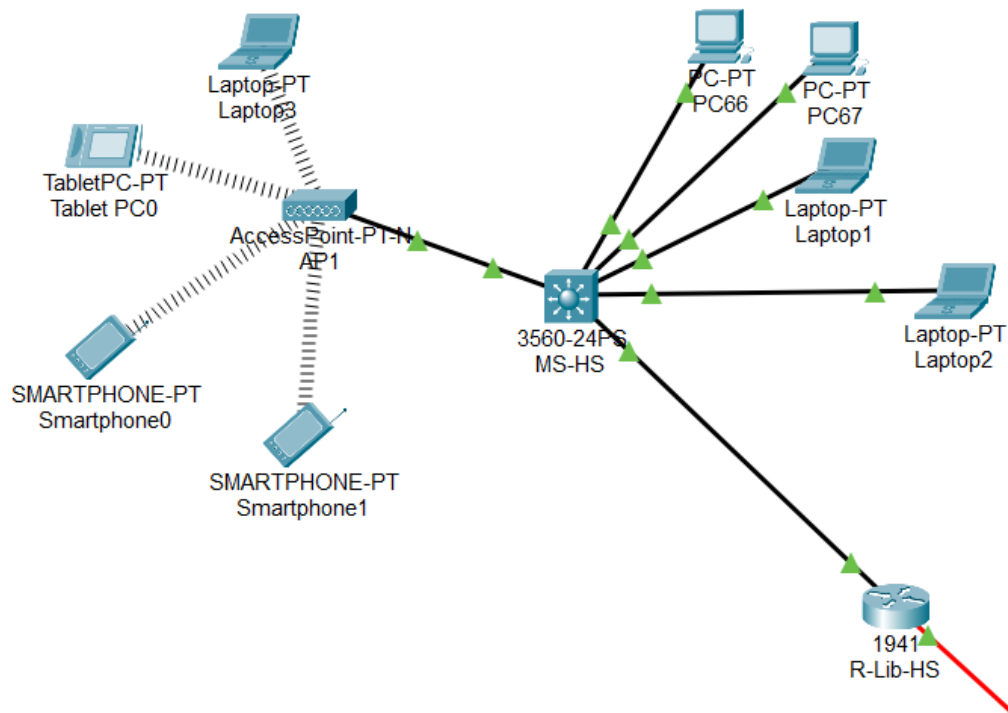 Laptop-PT
Laptop3
TabletPC-PT
Tablet PC0
AccessPoint-PT-N
AP1
SMARTPHONE-PT
Smartphone0
SMARTPHONE-PT
Smartphone1
PC-PT
PC66
PC-PT
PC67
Laptop-PT
Laptop1
Laptop-PT
Laptop2
3560-24PS
MS-HS
1941
R-Lib-HS